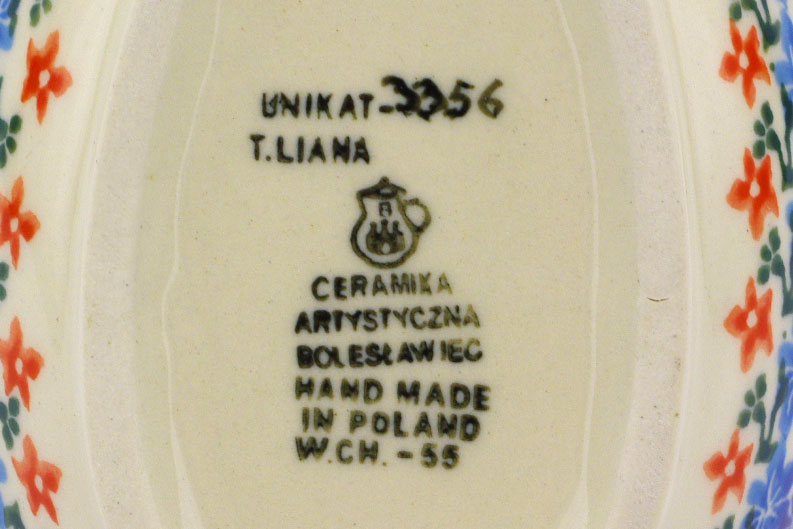 UNIKAT-3356
T.LIANA
CERAMIKA
ARTYSTYCZNA
BOLESŁAWIEC
HAND MADE
IN POLAND
W.CH. - 55